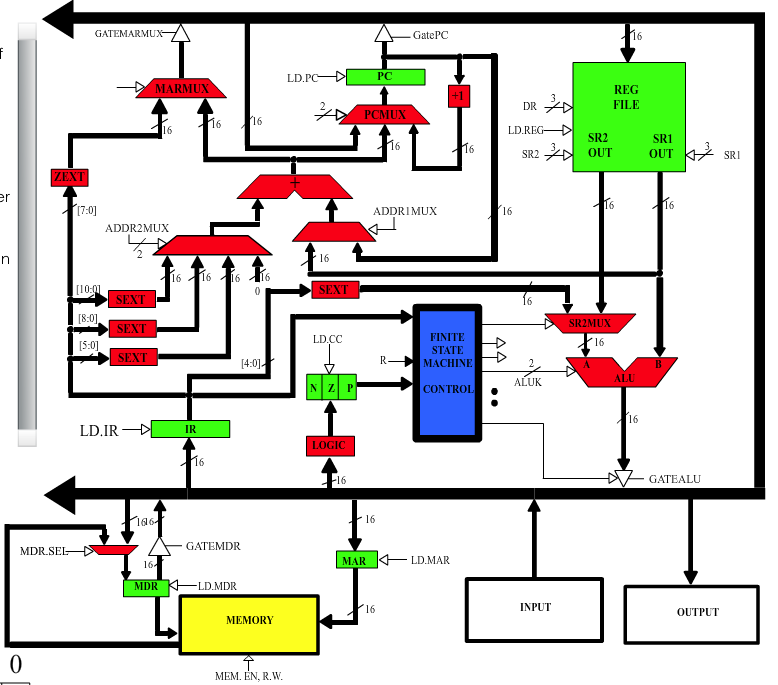 GATEMARMUX
GatePC
16
f
MARMUX
LD.PC
PC
+1
REG
FILE
DR
3
2
PCMUX
16
16
16
16
16
LD.REG
SR2
OUT
SR1
OUT
SR2
3
3
SR1
er
ZEXT
[7:0]
+
ADDR1MUX
16
16
16
ADDR2MUX
2
n
16
16
16
16
16
[10:0]
SEXT
0
SEXT
16
[8:0]
SEXT
SR2MUX
[5:0]
SEXT
[4:0]
LD.CC
R
FINITE
STATE
MACHINE
CONTROL
16
A
B
ALU
2
ALUK
N Z P
LD.IR
IR
16
LOGIC
16
16
GATEALU
16
16
16
MDR.SEL
GATEMDR
16
MDR
LD.MDR
MAR
LD.MAR
16
MEMORY
INPUT
OUTPUT
0
MEM. EN, R.W.